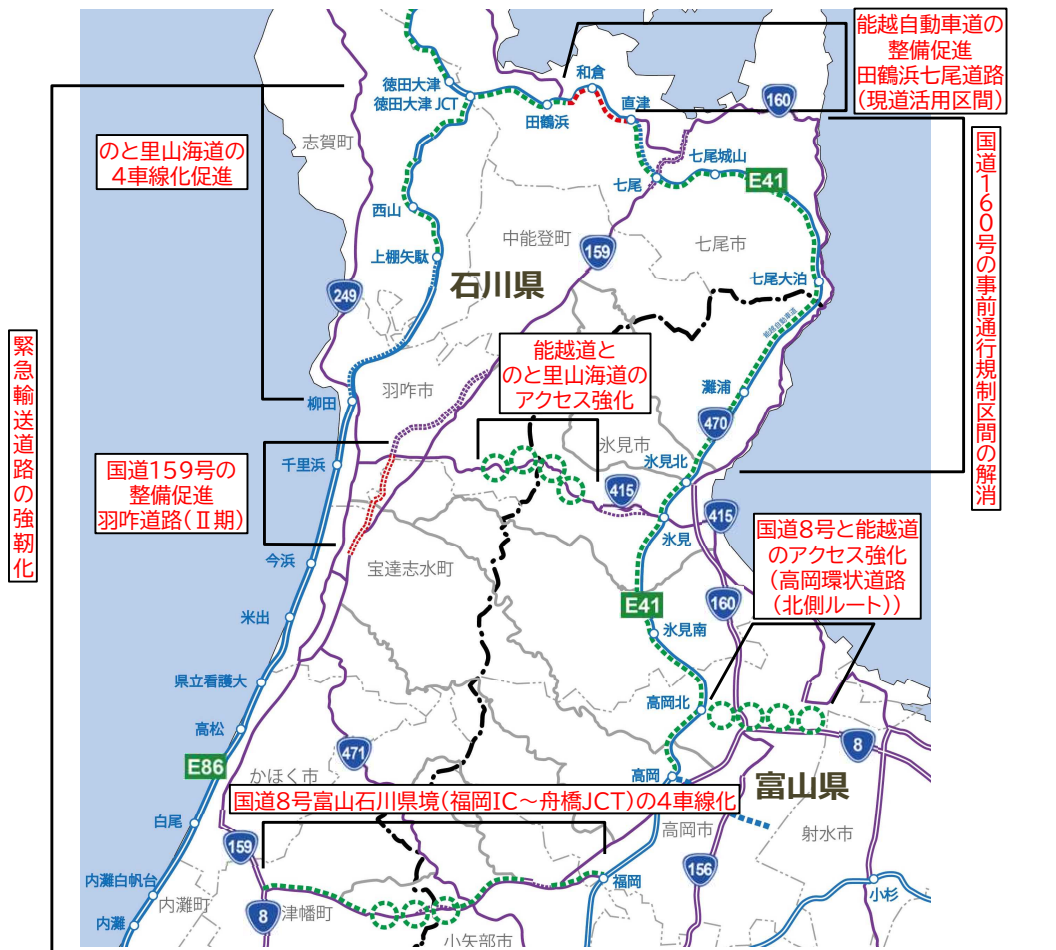 能越自動車道の
整備促進
田鶴浜七尾道路
(現道活用区間)
和倉
徳田大津
徳田大津 JCT
田鶴浜
直津
160
志賀町
のと里山海道の
4車線化促進
七尾城山
七尾
E41
西山
中能登町
七尾市
159
上棚矢駄
石川県
七尾大泊
249
能越自動車道
国道160号の事前通行規制区間の解消
緊急輸送道路の強靭化
能越道と
のと里山海道の
アクセス強化
羽咋市
灘浦
柳田
470
氷見市
千里浜
氷見北
国道159号の
整備促進
羽咋道路(Ⅱ期)
415
415
氷見
国道8号と能越道
のアクセス強化
(高岡環状道路
(北側ルート))
今浜
宝達志水町
E41
160
米出
氷見南
県立看護大
高岡北
高松
471
8
E86
かほく市
高岡
富山県
国道8号富山石川県境(福岡IC～舟橋JCT)の4車線化
白尾
高岡市
射水市
159
156
内灘白帆台
福岡
小杉
内灘町
8
津幡町
内灘
小矢部市